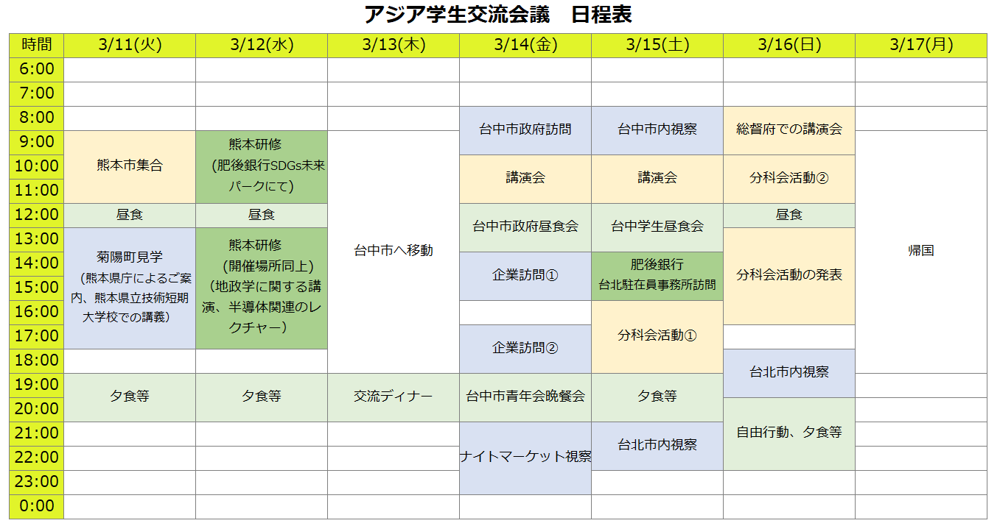 アジア学生交流会議　日程表
時間 3/11(火) 3/12(水) 3/13(木) 3/14(金) 3/15(土) 3/16(日) 3/17(月)
6:00
7:00
8:00
9:00
10:00
11:00
12:00
13:00
14:00
15:00
16:00
17:00
18:00
19:00
20:00
21:00
22:00
23:00
0:00
熊本市集合
昼食
菊陽町見学
(熊本県庁によるご案
内、熊本県立技術短期
大学校での講義)
夕食等
熊本研修
(肥後銀行SDGs未来
パークにて)
昼食
熊本研修
(開催場所同上)
(地政学に関する講
演、半導体関連のレ
クチャー)
夕食等
台中市へ移動
交流ディナー
台中市政府訪問
講演会
台中市政府昼食会
企業訪問①
企業訪問②
台中市青年会晩餐会
ナイトマーケット視察
台中市内視察
講演会
台中学生昼食会
肥後銀行
台北駐在員事務所訪問
分科会活動①
夕食等
台北市内視察
総督府での講演会
分科会活動②
昼食
分科会活動の発表
台北市内視察
自由行動、夕食等
帰国